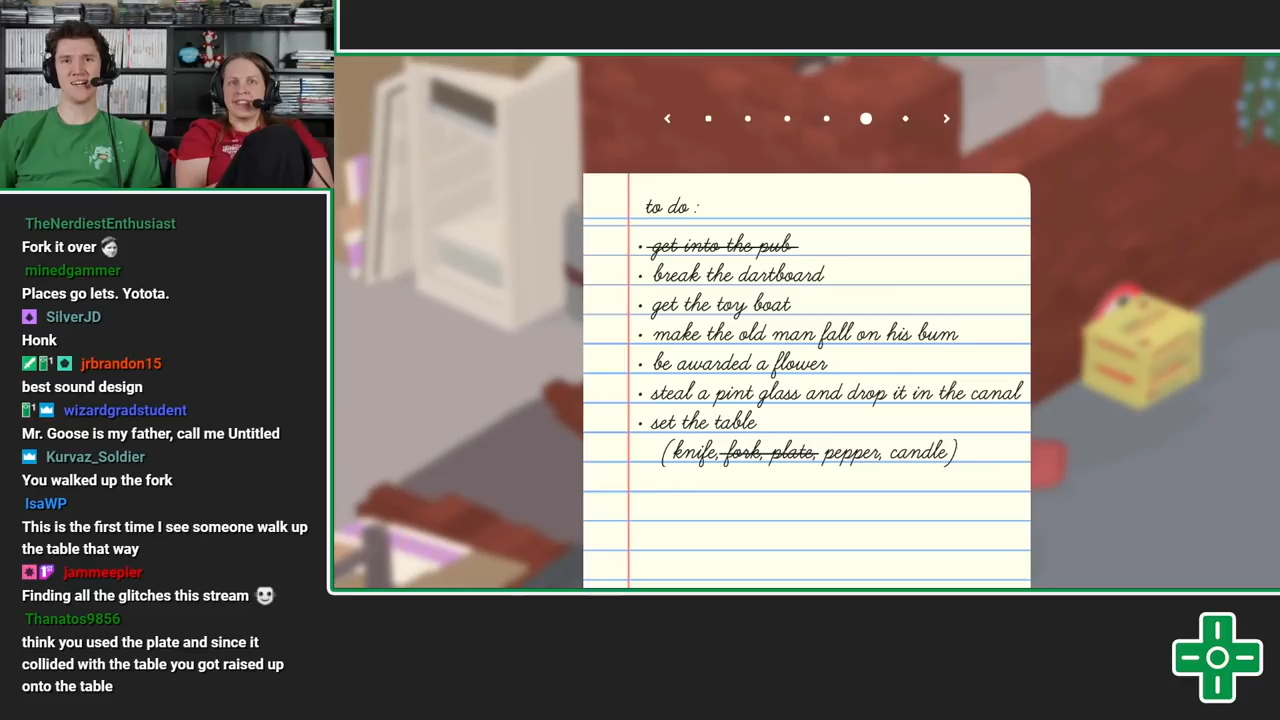 TheNerdiestEnthusiast
Fork it over
minedgammer
Places go lets. Yotota.
SilverJD
Honk
jrbrandon15
best sound design
wizardgradstudent
Mr. Goose is my father, call me Untitled
Kurvaz_Soldier
You walked up the fork
IsaWP
This is the first time I see someone walk up
the table that way
jammeepler
Finding all the glitches this stream
Thanatos9856
think you used the plate and since it
collided with the table you got raised up
onto the table
to do :
• get into the pub
• break the dartboard
• get the toy boat
• make the old man fall on his bum
• be awarded a flower
• steal a pint glass and drop it in the canal
• set the table
(knife, fork, plate, pepper, candle)